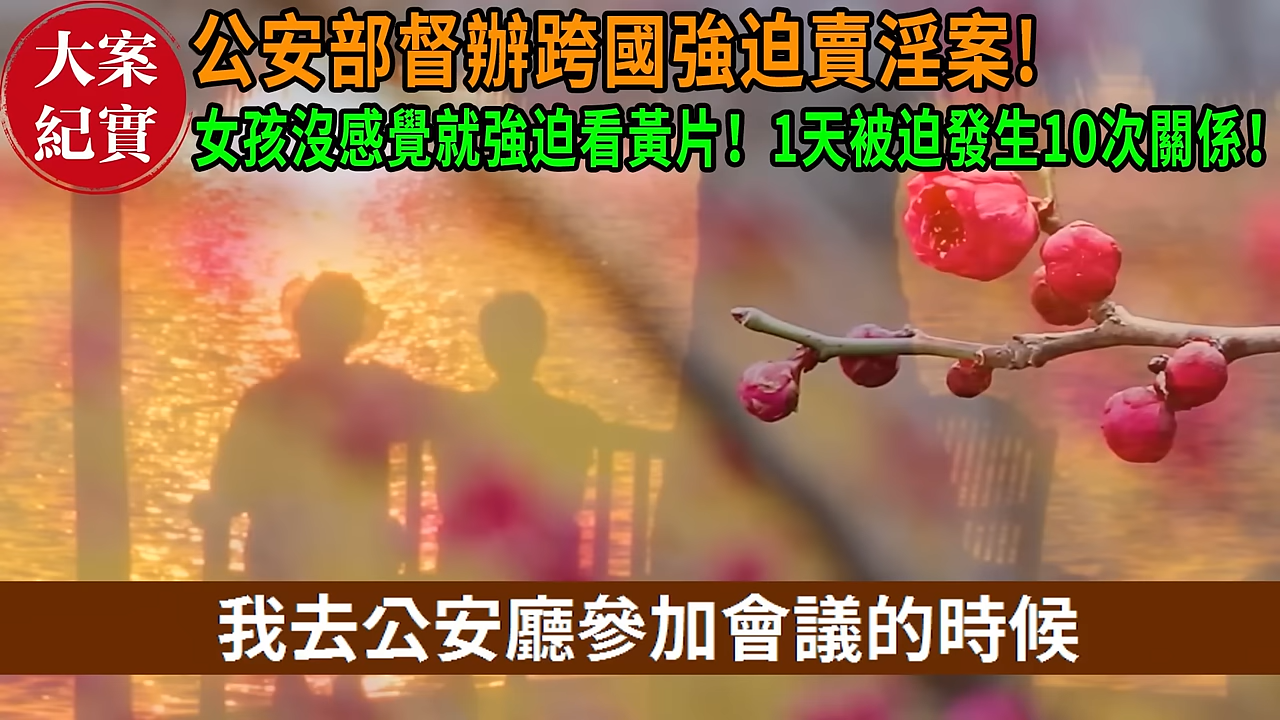 大案
紀實
公安部督辦跨國強迫賣淫案!
女孩沒感覺就強迫看黃片! 1天被迫發生10次關係!
我去公安廳參加會議的時候